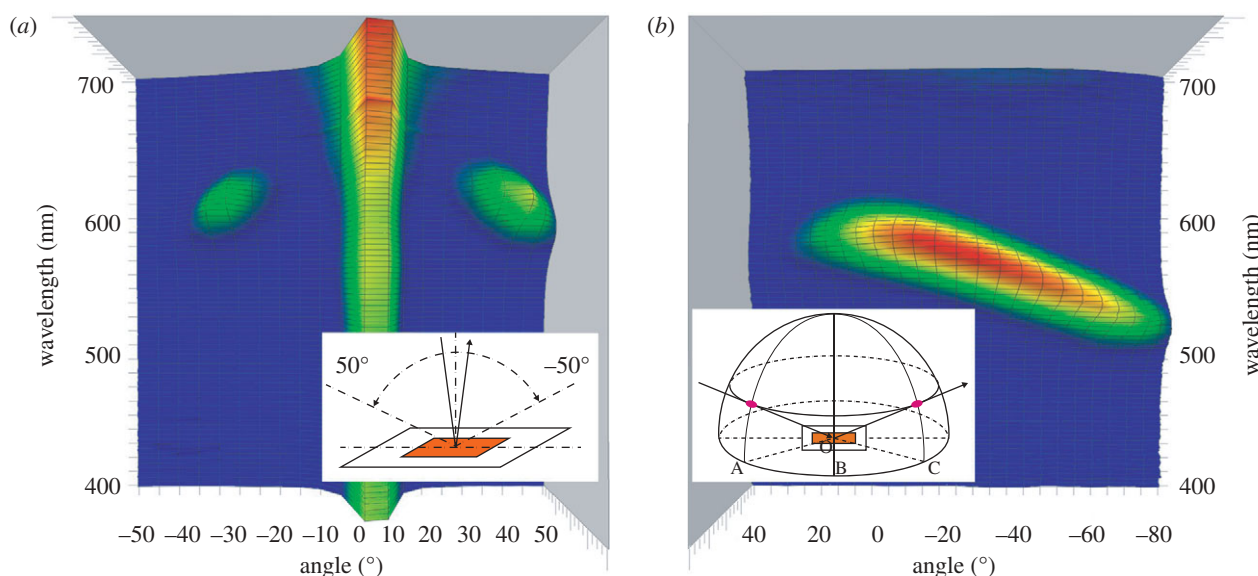 (a)
700
600
500
400
wavelength (nm)
50°
–50°
–50 –40 –30 –20 –10 0 10 20 30 40 50
angle (°)
(b)
700
600
500
400
wavelength (nm)
O
A B C
40 20 0 –20 –40 –60 –80
angle (°)